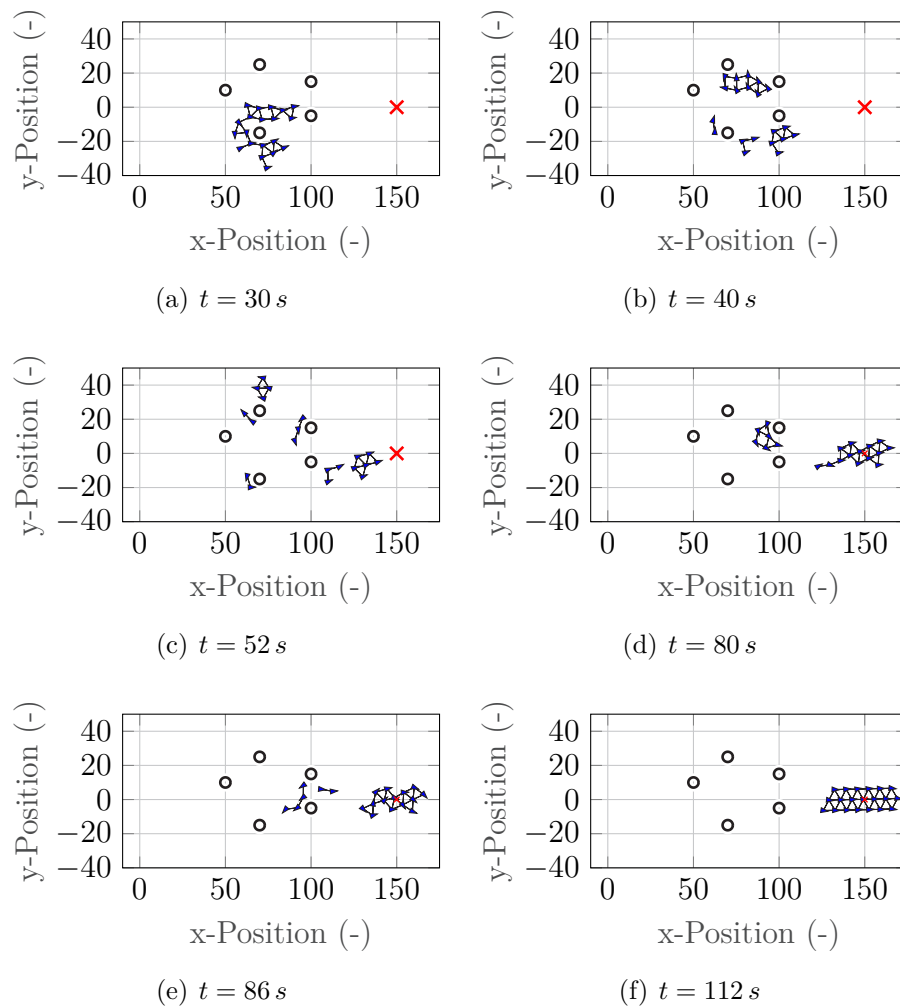 40
20
0
−20
−40
y-Position (-)
0 50 100 150
x-Position (-)
(a) t = 30 s
40
20
0
−20
−40
y-Position (-)
0 50 100 150
x-Position (-)
(b) t = 40 s
40
20
0
−20
−40
y-Position (-)
0 50 100 150
x-Position (-)
(c) t = 52 s
40
20
0
−20
−40
y-Position (-)
0 50 100 150
x-Position (-)
(d) t = 80 s
40
20
0
−20
−40
y-Position (-)
0 50 100 150
x-Position (-)
(e) t = 86 s
40
20
0
−20
−40
y-Position (-)
0 50 100 150
x-Position (-)
(f) t = 112 s